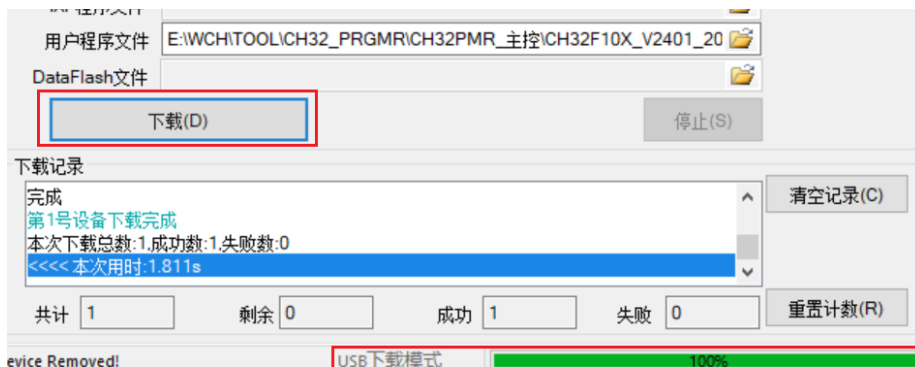 用户程序文件 E:\WCH\TOOL\CH32_PRGMR\CH32PMR_主控\CH32F10X_V2401_20
DataFlash文件
下载(D) 停止(S)
下载记录
完成
清空记录(C)
第1号设备下载完成
本次下载总数:1,成功数:1,失败数:0
<<<< 本次用时:1.811s
共计 1 剩余 0 成功 1 失败 0 重置计数(R)
evice Removed! USB下载模式 100%